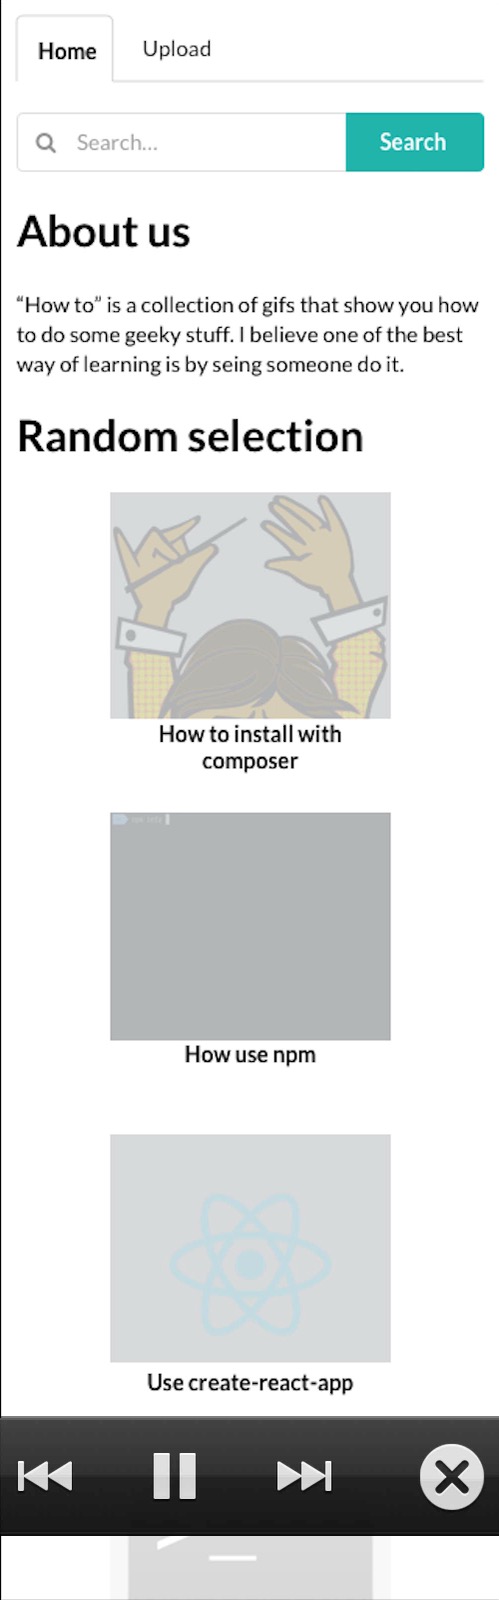 Home
Upload
Search...
Search
About us
“How to” is a collection of gifs that show you how
to do some geeky stuff. I believe one of the best
way of learning is by seing someone do it.
Random selection
How to install with
composer
How use npm
Use create-react-app